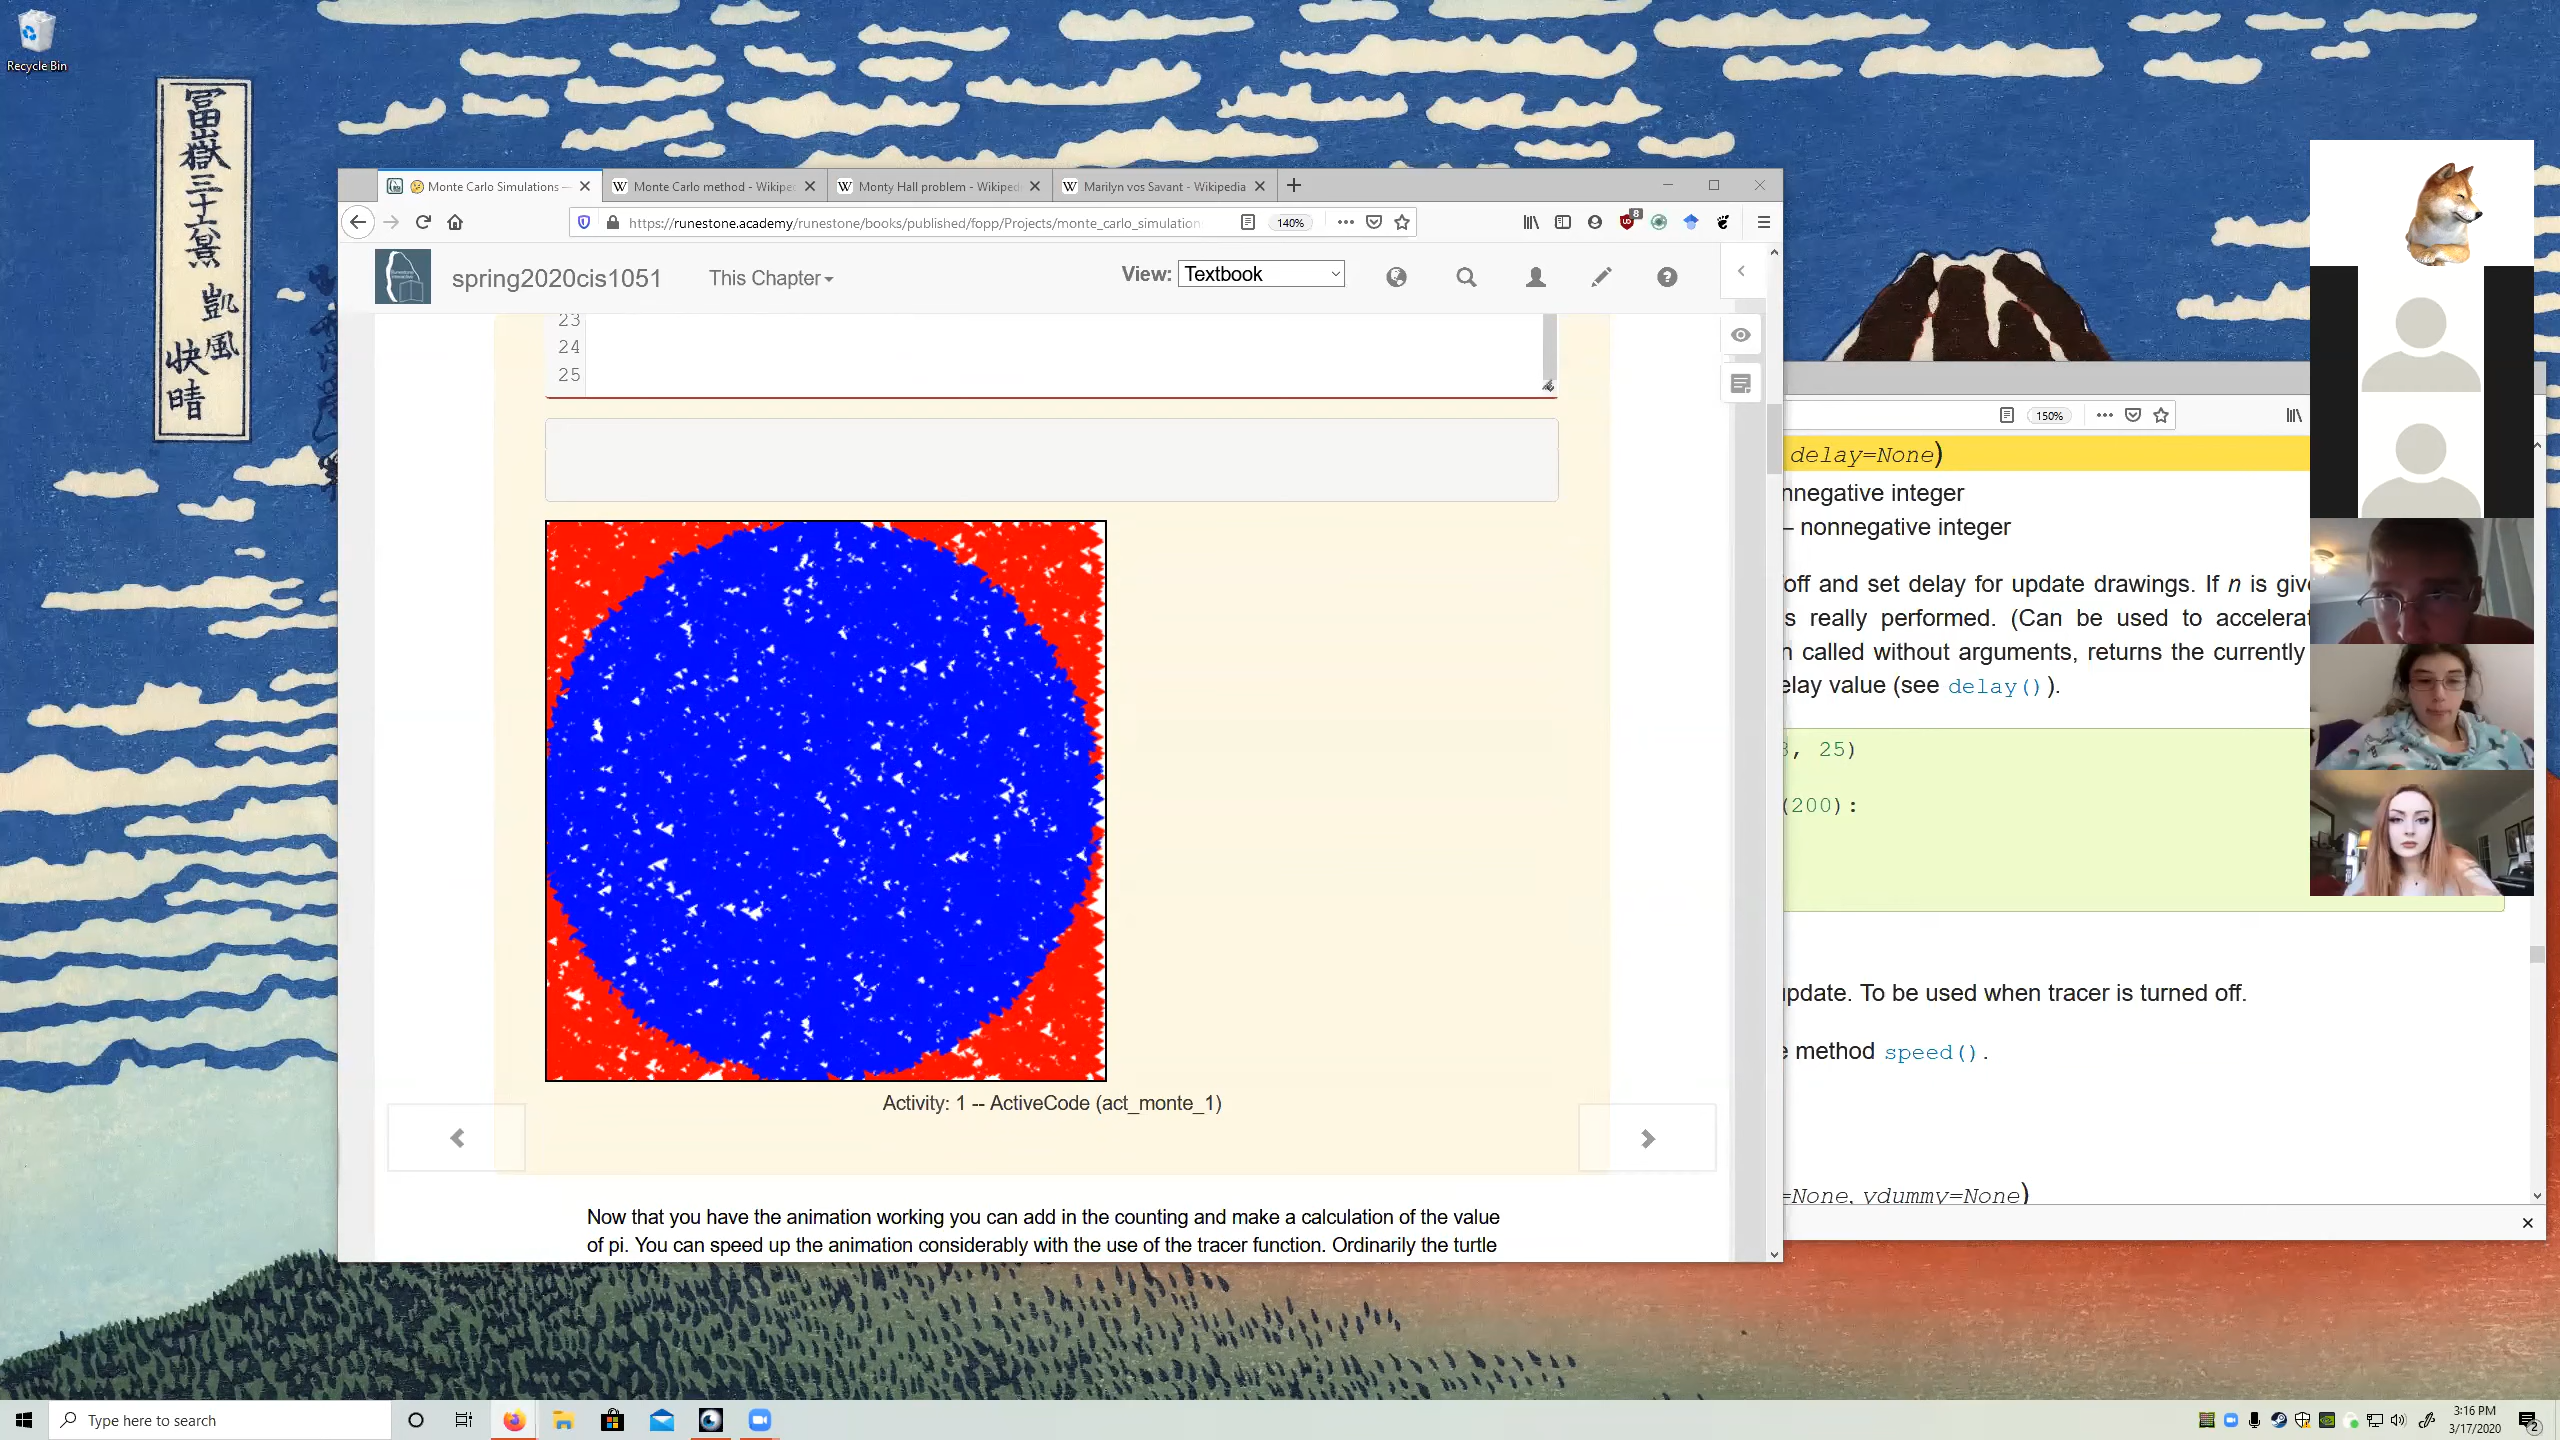 Recycle Bin
冨嶽三十六景 凱風
快晴
Monte Carlo Simulations —
Monte Carlo method - Wikipe
Monty Hall problem - Wikiped
Marilyn vos Savant - Wikipedia
https://runestone.academy/runestone/books/published/fopp/Projects/monte_carlo_simulation
140%
8
spring2020cis1051
This Chapter
View: Textbook
23
24
25
Activity: 1 -- ActiveCode (act_monte_1)
Now that you have the animation working you can add in the counting and make a calculation of the value
of pi. You can speed up the animation considerably with the use of the tracer function. Ordinarily the turtle
150%
delay=None)
nnegative integer
– nonnegative integer
off and set delay for update drawings. If n is give
s really performed. (Can be used to accelerat
n called without arguments, returns the currently
elay value (see delay()).
, 25)
(200):
update. To be used when tracer is turned off.
e method speed().
=None, ydummy=None)
Type here to search
3:16 PM
3/17/2020
2